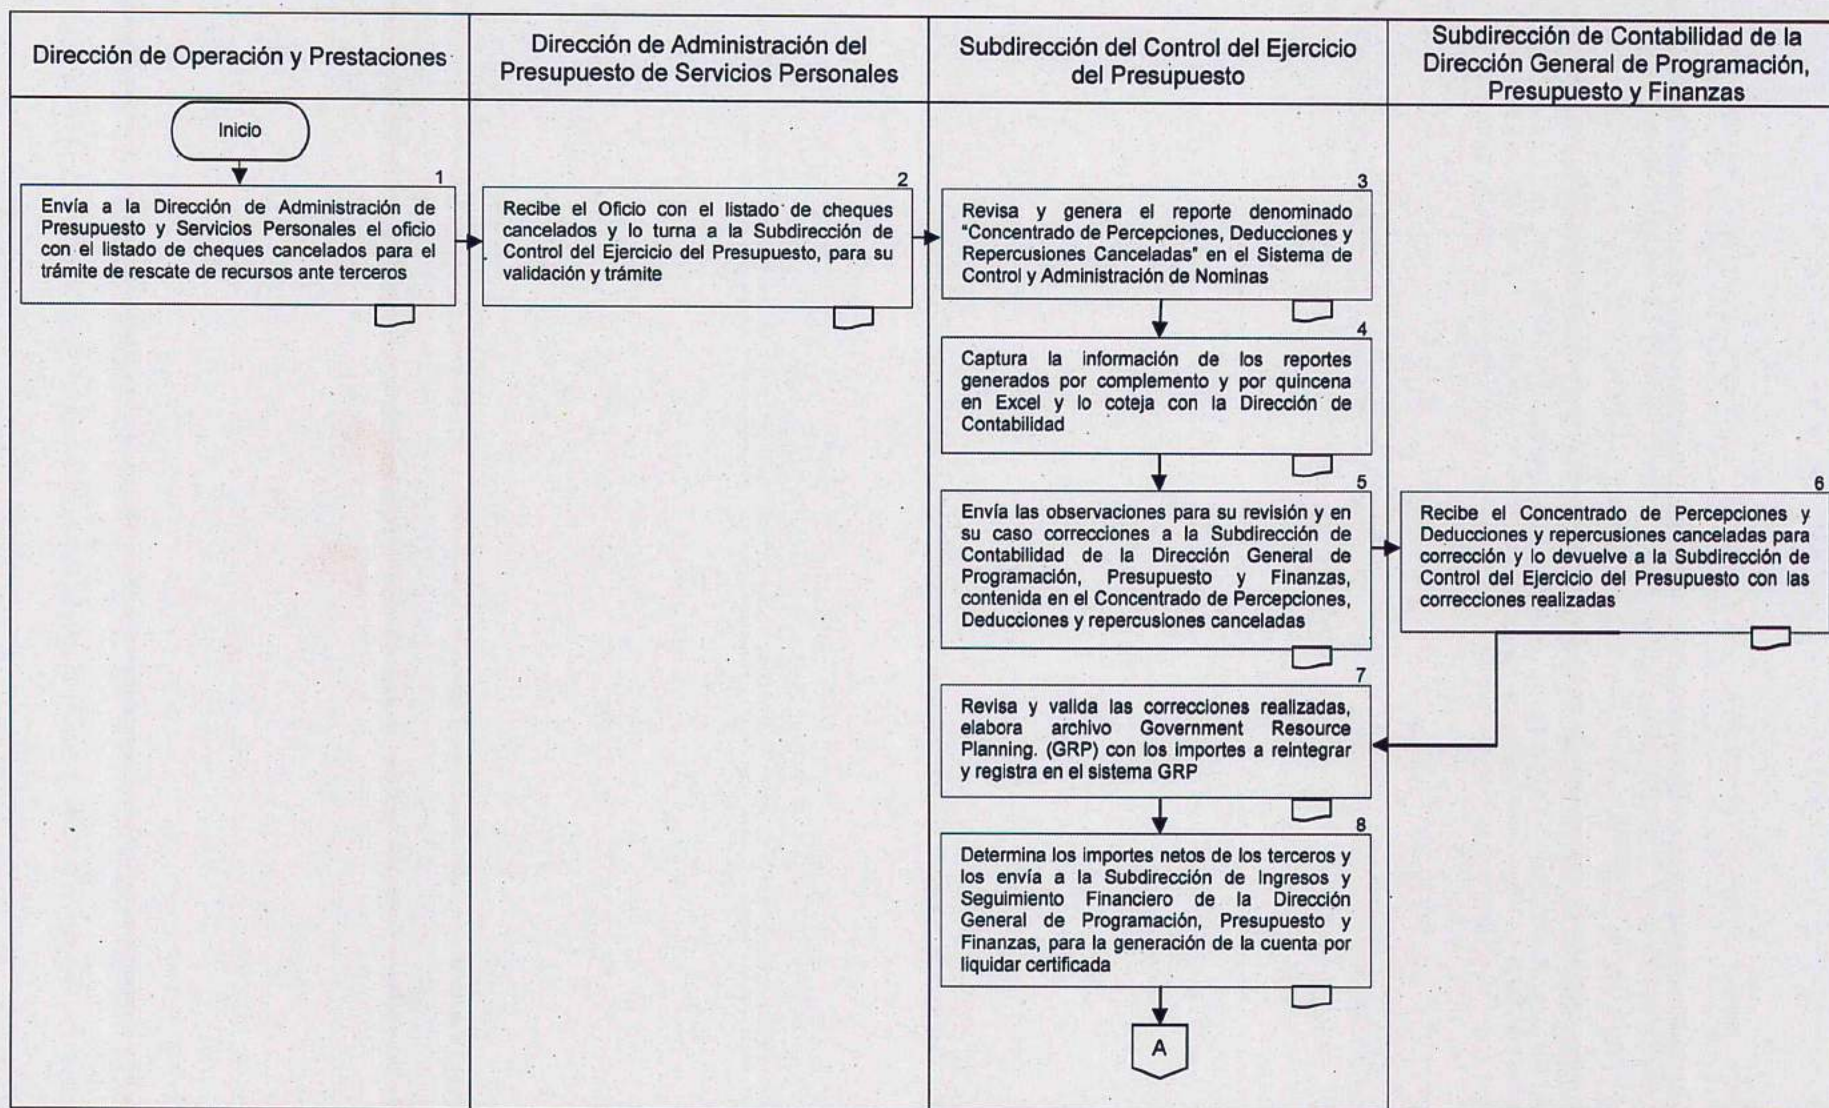 Dirección de Operación y Prestaciones
Dirección de Administración del
Presupuesto de Servicios Personales
Subdirección del Control del Ejercicio
del Presupuesto
Subdirección de Contabilidad de la
Dirección General de Programación,
Presupuesto y Finanzas
Inicio
1
Envía a la Dirección de Administración de
Presupuesto y Servicios Personales el oficio
con el listado de cheques cancelados para el
trámite de rescate de recursos ante terceros
2
Recibe el Oficio con el listado de cheques
cancelados y lo turna a la Subdirección de
Control del Ejercicio del Presupuesto, para su
validación y trámite
3
Revisa y genera el reporte denominado
"Concentrado de Percepciones, Deducciones y
Repercusiones Canceladas" en el Sistema de
Control y Administración de Nominas
4
Captura la información de los reportes
generados por complemento y por quincena
en Excel y lo coteja con la Dirección de
Contabilidad
5
Envía las observaciones para su revisión y en
su caso correcciones a la Subdirección de
Contabilidad de la Dirección General de
Programación, Presupuesto y Finanzas,
contenida en el Concentrado de Percepciones,
Deducciones y repercusiones canceladas
6
Recibe el Concentrado de Percepciones y
Deducciones y repercusiones canceladas para
corrección y lo devuelve a la Subdirección de
Control del Ejercicio del Presupuesto con las
correcciones realizadas
7
Revisa y valida las correcciones realizadas,
elabora archivo Government Resource
Planning. (GRP) con los importes a reintegrar
y registra en el sistema GRP
8
Determina los importes netos de los terceros y
los envía a la Subdirección de Ingresos y
Seguimiento Financiero de la Dirección
General de Programación, Presupuesto y
Finanzas, para la generación de la cuenta por
liquidar certificada
A